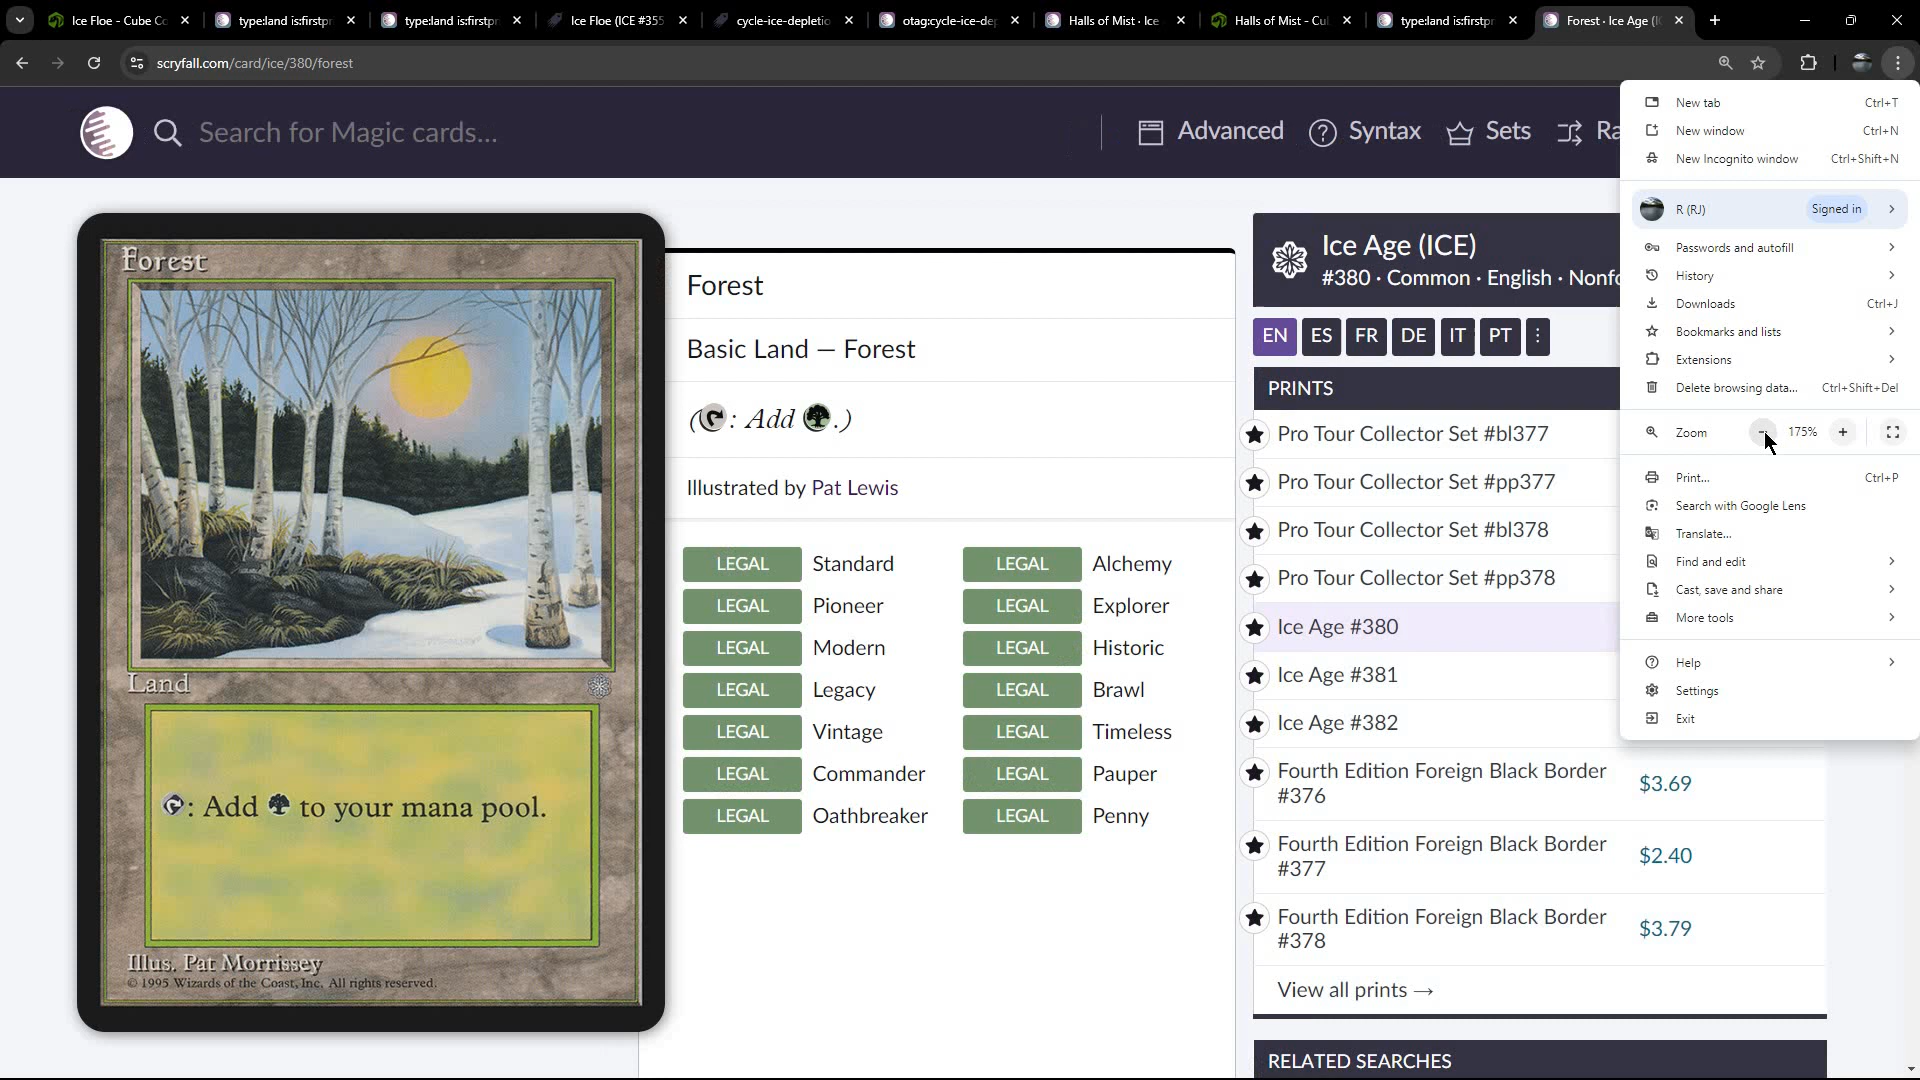 Ice Floe - Cube Co
type:land is:firstpr
type:land is:firstpr
Ice Floe (ICE #355
cycle-ice-depletio
otag:cycle-ice-de
Halls of Mist · Ice
Halls of Mist - Cu
type:land is:firstpr
Forest · Ice Age (I
scryfall.com/card/ice/380/forest
Search for Magic cards...
Advanced
Syntax
Sets
Ra
New tab Ctrl+T
New window Ctrl+N
New Incognito window Ctrl+Shift+N
R (RJ) Signed in
Passwords and autofill
History
Downloads Ctrl+J
Bookmarks and lists
Extensions
Delete browsing data... Ctrl+Shift+Del
Zoom - 175% +
Print... Ctrl+P
Search with Google Lens
Translate...
Find and edit
Cast, save and share
More tools
Help
Settings
Exit
Forest
Land
: Add to your mana pool.
Illus. Pat Morrissey
© 1995 Wizards of the Coast, Inc. All rights reserved.
Forest
Basic Land — Forest
( : Add .)
Illustrated by Pat Lewis
LEGAL Standard LEGAL Alchemy
LEGAL Pioneer LEGAL Explorer
LEGAL Modern LEGAL Historic
LEGAL Legacy LEGAL Brawl
LEGAL Vintage LEGAL Timeless
LEGAL Commander LEGAL Pauper
LEGAL Oathbreaker LEGAL Penny
Ice Age (ICE)
#380 · Common · English · Nonfo
EN ES FR DE IT PT
PRINTS
Pro Tour Collector Set #bl377
Pro Tour Collector Set #pp377
Pro Tour Collector Set #bl378
Pro Tour Collector Set #pp378
Ice Age #380
Ice Age #381
Ice Age #382
Fourth Edition Foreign Black Border
#376 $3.69
Fourth Edition Foreign Black Border
#377 $2.40
Fourth Edition Foreign Black Border
#378 $3.79
View all prints →
RELATED SEARCHES